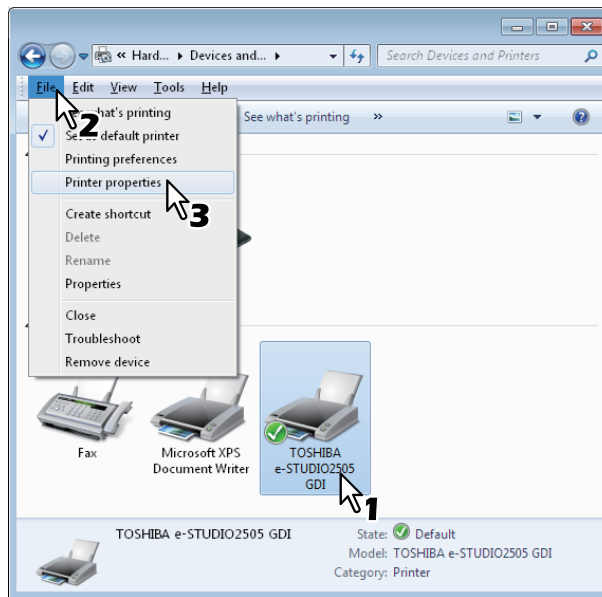 « Hard... ▸ Devices and... ▸ Search Devices and Printers
File Edit View Tools Help
2
what's printing See what's printing »
Set as default printer
Printing preferences
Printer properties
3
Create shortcut
Delete
Rename
Properties
Close
Troubleshoot
Remove device
Fax
Microsoft XPS
Document Writer
TOSHIBA
e-STUDIO2505
GDI
1
TOSHIBA e-STUDIO2505 GDI State: Default
Model: TOSHIBA e-STUDIO2505 GDI
Category: Printer